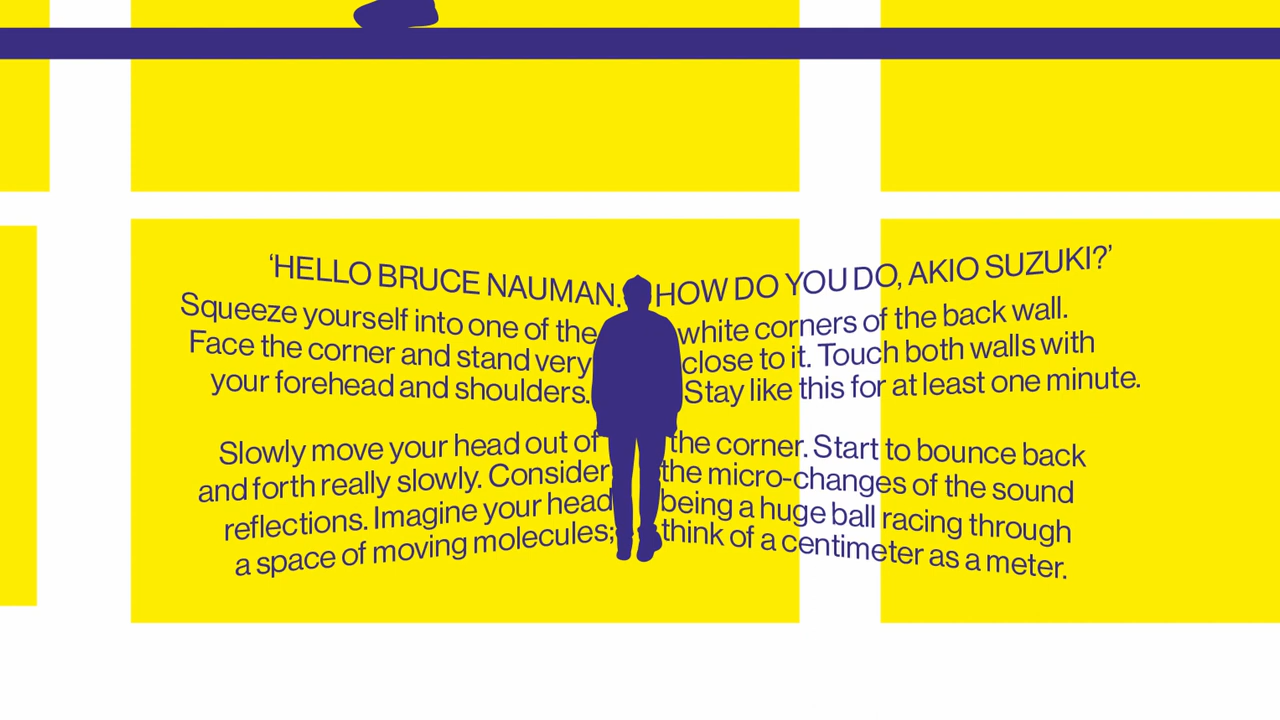 ‘HELLO BRUCE NAUMAN. HOW DO YOU DO, AKIO SUZUKI?’
Squeeze yourself into one of the white corners of the back wall.
Face the corner and stand very close to it. Touch both walls with
your forehead and shoulders. Stay like this for at least one minute.
Slowly move your head out of the corner. Start to bounce back
and forth really slowly. Consider the micro-changes of the sound
reflections. Imagine your head being a huge ball racing through
a space of moving molecules; think of a centimeter as a meter.